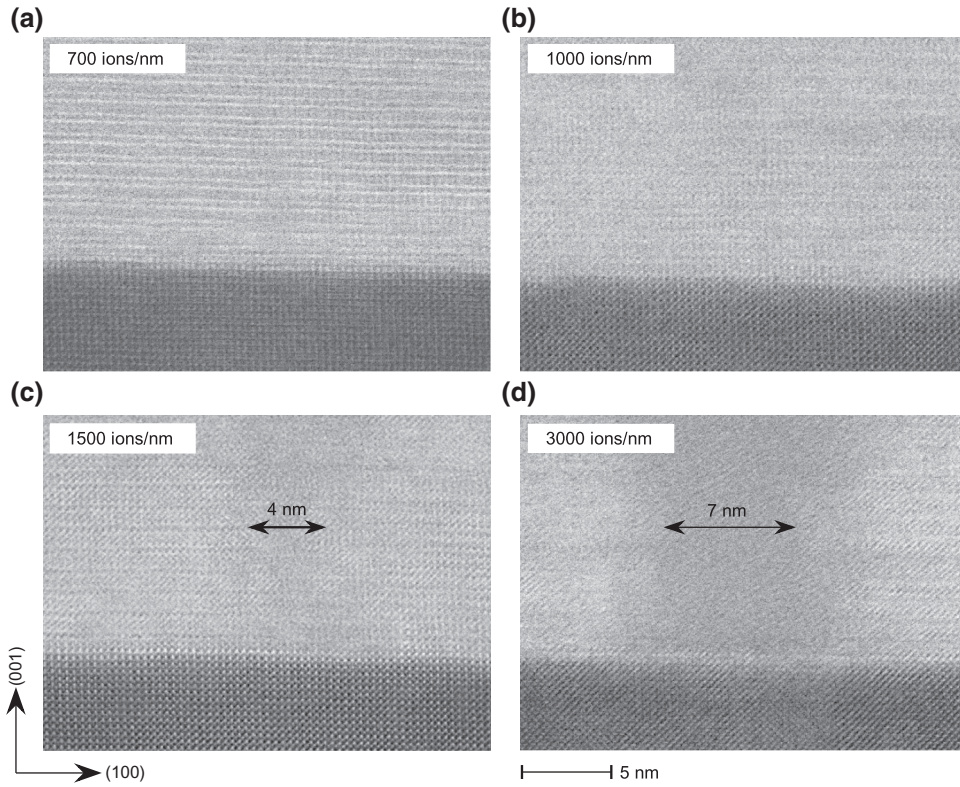 (a)
(b)
700 ions/nm
1000 ions/nm
(c)
(d)
1500 ions/nm
3000 ions/nm
4 nm
7 nm
(001)
(100)
5 nm